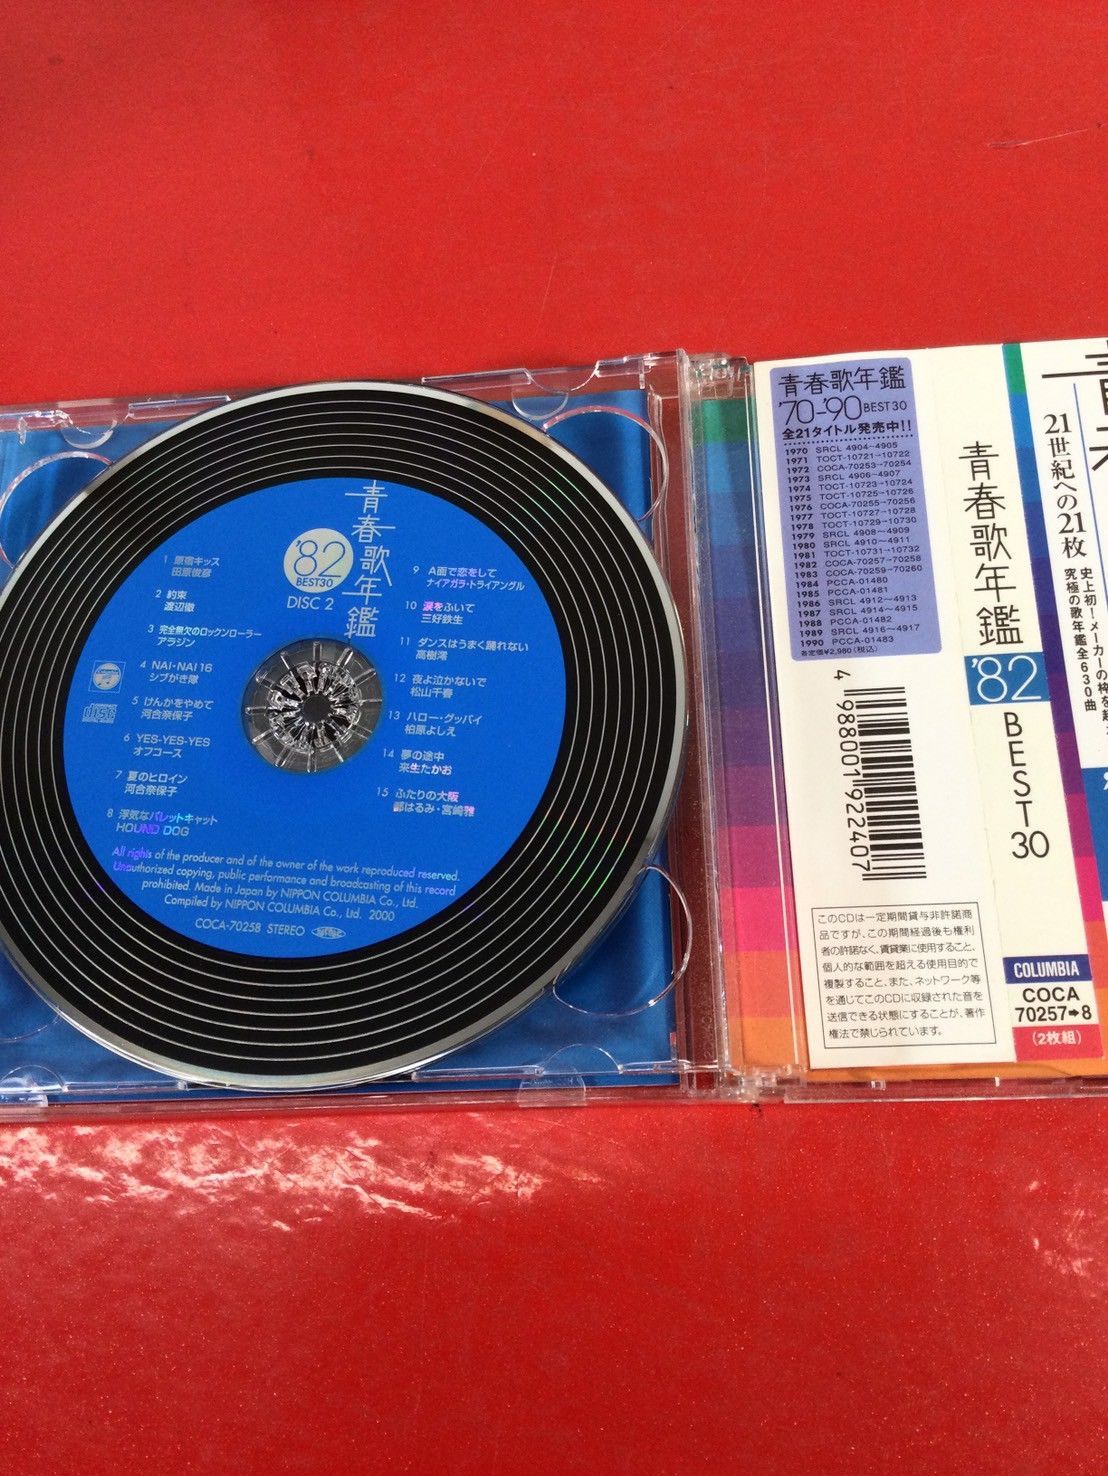 青春歌年鑑
'82
BEST30
DISC 2
1 原宿キッス
田原俊彦
2 約束
渡辺徹
3 完全無欠のロックンローラー
アラジン
4 NAI・NAI 16
シブがき隊
5 けんかをやめて
河合奈保子
6 YES-YES-YES
オフコース
7 夏のヒロイン
河合奈保子
8 浮気なパレットキャット
HOUND DOG
9 A面で恋をして
ナイアガラ・トライアングル
10 涙をふいて
三好鉄生
11 ダンスはうまく踊れない
高樹澪
12 夜よ泣かないで
松山千春
13 ハロー・グッバイ
柏原よしえ
14 夢の途中
来生たかお
15 ふたりの大阪
都はるみ・宮崎雅
All rights of the producer and of the owner of the work reproduced reserved.
Unauthorized copying, public performance and broadcasting of this record
prohibited. Made in Japan by NIPPON COLUMBIA Co., Ltd.
Compiled by NIPPON COLUMBIA Co., Ltd. 2000
COCA-70258 STEREO
青春歌年鑑
'70-'90 BEST30
全21タイトル発売中!!
1970 SRCL 4904→4905
1971 TOCT-10721→10722
1972 COCA-70253→70254
1973 SRCL 4906→4907
1974 TOCT-10723→10724
1975 TOCT-10725→10726
1976 COCA-70255→70256
1977 TOCT-10727→10728
1978 TOCT-10729→10730
1979 SRCL 4908→4909
1980 SRCL 4910→4911
1981 TOCT-10731→10732
1982 COCA-70257→70258
1983 COCA-70259→70260
1984 PCCA-01480
1985 PCCA-01481
1986 SRCL 4912→4913
1987 SRCL 4914→4915
1988 PCCA-01482
1989 SRCL 4916→4917
1990 PCCA-01483
各定価¥2,980(税込)
4 988001 922407
このCDは一定期間貸与非許諾商
品ですが、この期間経過後も権利
者の許諾なく、賃貸業に使用すること、
個人的な範囲を超える使用目的で
複製すること、また、ネットワーク等
を通じてこのCDに収録された音を
送信できる状態にすることが、著作
権法で禁じられています。
青春歌年鑑
'82
BEST30
COLUMBIA
COCA
70257→8
(2枚組)
21世紀への21枚
史上初!メーカーの枠を
究極の歌年鑑全630曲